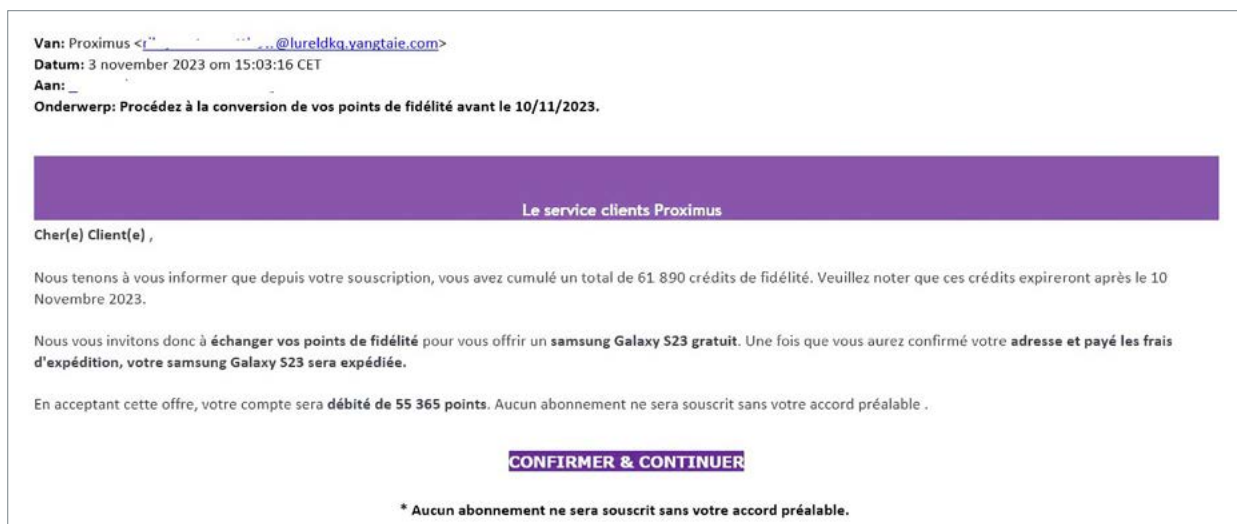 Van: Proximus <@lureldkq.yangtaie.com>
Datum: 3 november 2023 om 15:03:16 CET
Aan:
Onderwerp: Procédez à la conversion de vos points de fidélité avant le 10/11/2023.
Le service clients Proximus
Cher(e) Client(e) ,
Nous tenons à vous informer que depuis votre souscription, vous avez cumulé un total de 61 890 crédits de fidélité. Veuillez noter que ces crédits expireront après le 10
Novembre 2023.
Nous vous invitons donc à échanger vos points de fidélité pour vous offrir un samsung Galaxy S23 gratuit. Une fois que vous aurez confirmé votre adresse et payé les frais
d'expédition, votre samsung Galaxy S23 sera expédiée.
En acceptant cette offre, votre compte sera débité de 55 365 points. Aucun abonnement ne sera souscrit sans votre accord préalable .
CONFIRMER & CONTINUER
* Aucun abonnement ne sera souscrit sans votre accord préalable.